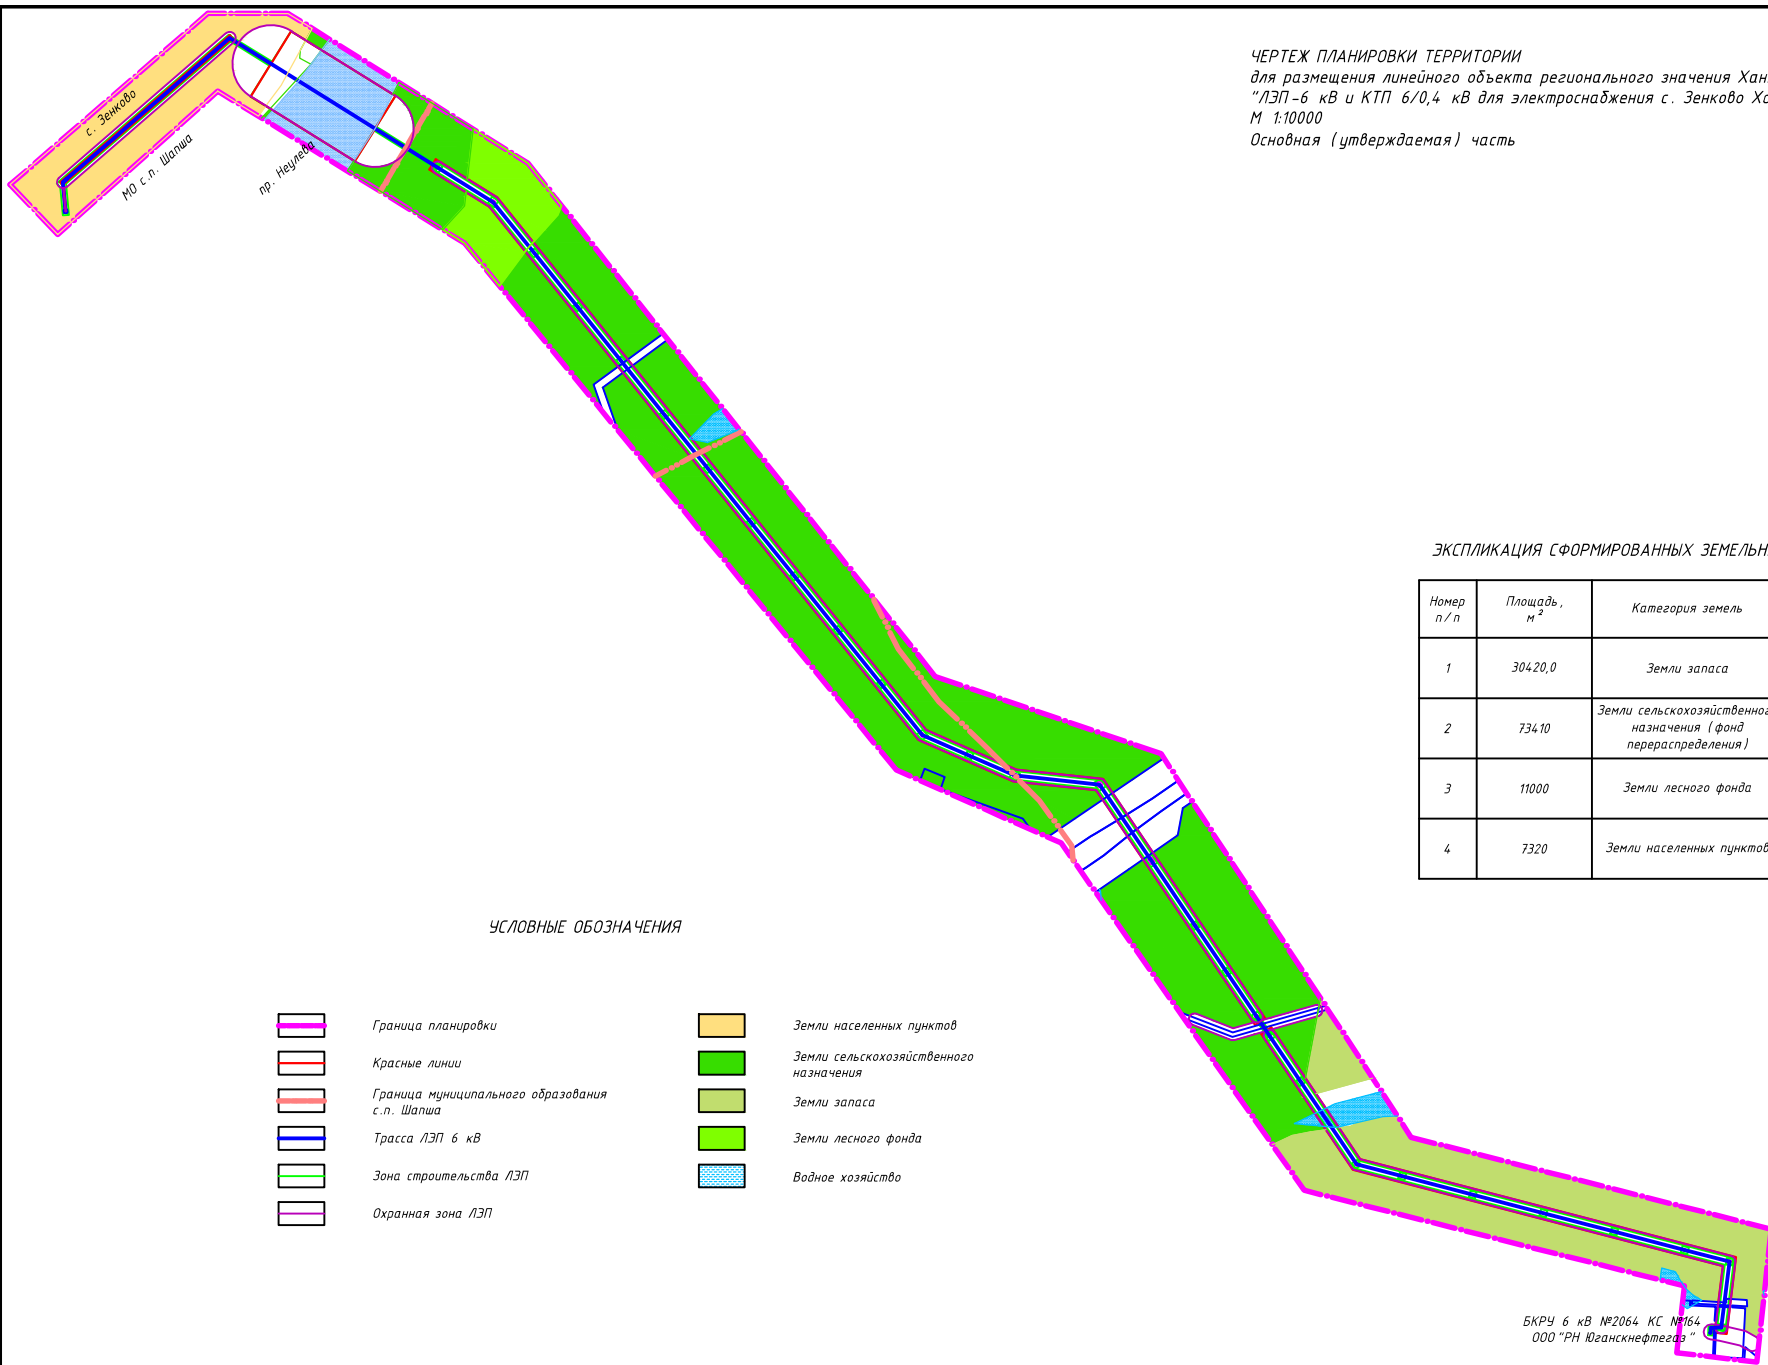 ЧЕРТЕЖ ПЛАНИРОВКИ ТЕРРИТОРИИ
для размещения линейного объекта регионального значения Хан
"ЛЭП-6 кВ и КТП 6/0,4 кВ для электроснабжения с. Зенково Ха
М 1:10000
Основная (утверждаемая) часть
с. Зенково
МО с.п. Шапша
пр. Неулева
ЭКСПЛИКАЦИЯ СФОРМИРОВАННЫХ ЗЕМЕЛЬН
Номер п/п
Площадь, м²
Категория земель
1
30420,0
Земли запаса
2
73410
Земли сельскохозяйственног
назначения (фонд
перераспределения)
3
11000
Земли лесного фонда
4
7320
Земли населенных пунктов
УСЛОВНЫЕ ОБОЗНАЧЕНИЯ
Граница планировки
Красные линии
Граница муниципального образования
с.п. Шапша
Трасса ЛЭП 6 кВ
Зона строительства ЛЭП
Охранная зона ЛЭП
Земли населенных пунктов
Земли сельскохозяйственного
назначения
Земли запаса
Земли лесного фонда
Водное хозяйство
БКРУ 6 кВ №2064 КС №164
ООО "РН Юганскнефтегаз"